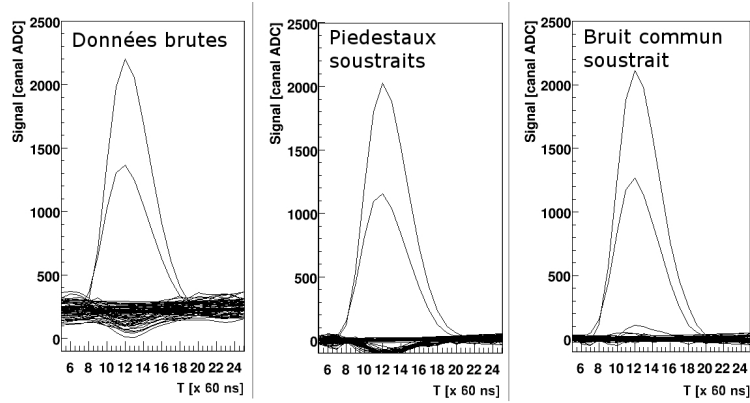 Données brutes
Signal [canal ADC]
2500
2000
1500
1000
500
0
6 8 10 12 14 16 18 20 22 24
T [x 60 ns]
Piedestaux
soustraits
Signal [canal ADC]
2500
2000
1500
1000
500
0
6 8 10 12 14 16 18 20 22 24
T [x 60 ns]
Bruit commun
soustrait
Signal [canal ADC]
2500
2000
1500
1000
500
0
6 8 10 12 14 16 18 20 22 24
T [x 60 ns]